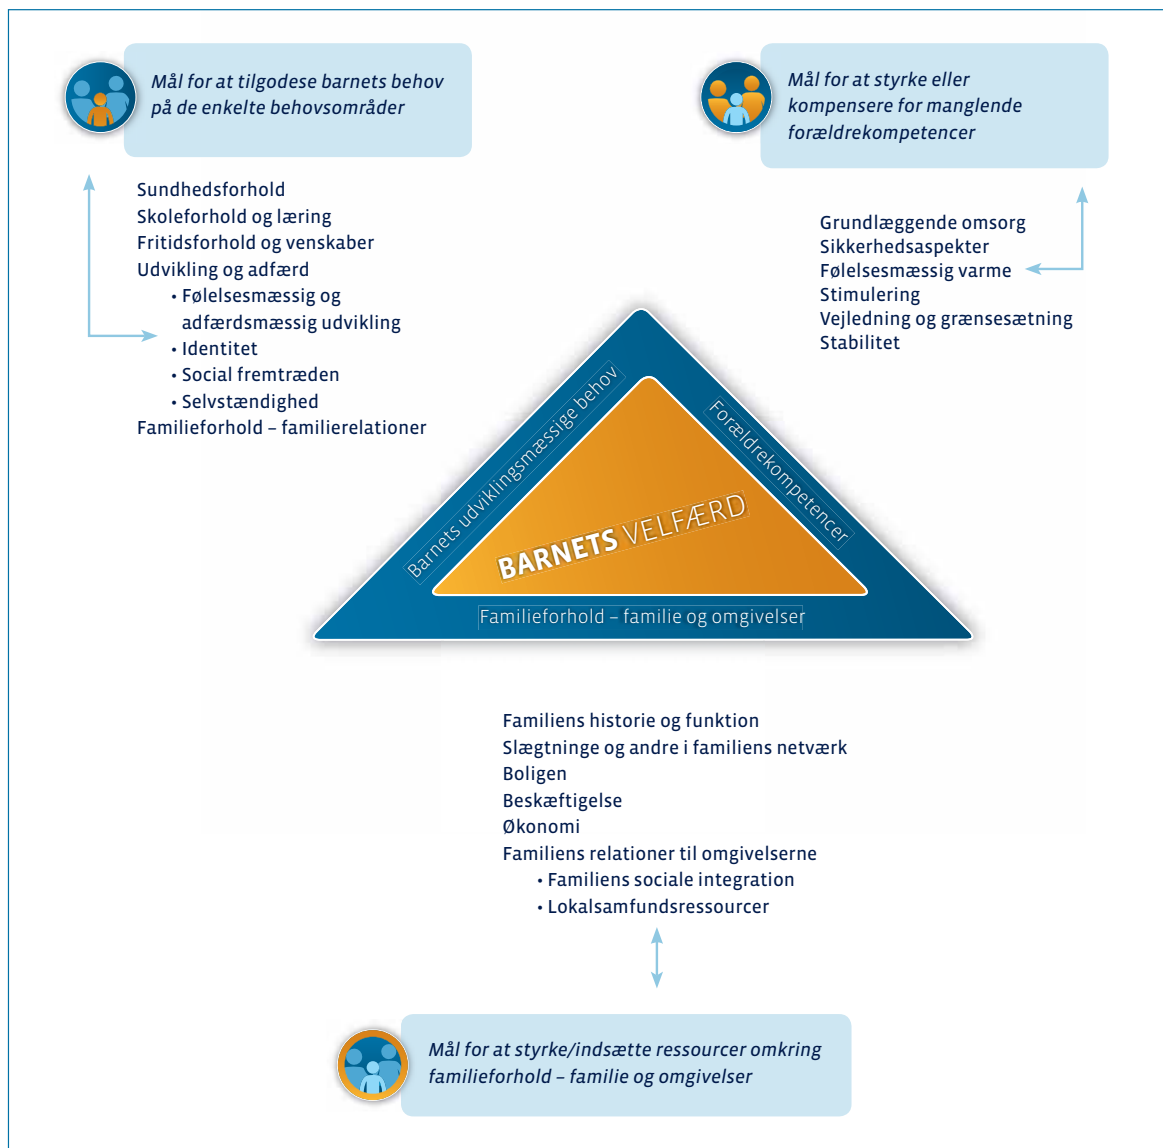 Mål for at tilgodese barnets behov
på de enkelte behovsområder
Mål for at styrke eller
kompensere for manglende
forældrekompetencer
Sundhedsforhold
Skoleforhold og læring
Fritidsforhold og venskaber
Udvikling og adfærd
• Følelsesmæssig og
adfærdsmæssig udvikling
• Identitet
• Social fremtræden
• Selvstændighed
Familieforhold – familierelationer
Grundlæggende omsorg
Sikkerhedsaspekter
Følelsesmæssig varme
Stimulering
Vejledning og grænsesætning
Stabilitet
Barnets udviklingsmæssige behov
Forældrekompetencer
BARNETS VELFÆRD
Familieforhold – familie og omgivelser
Familiens historie og funktion
Slægtninge og andre i familiens netværk
Boligen
Beskæftigelse
Økonomi
Familiens relationer til omgivelserne
• Familiens sociale integration
• Lokalsamfundsressourcer
Mål for at styrke/indsætte ressourcer omkring
familieforhold – familie og omgivelser